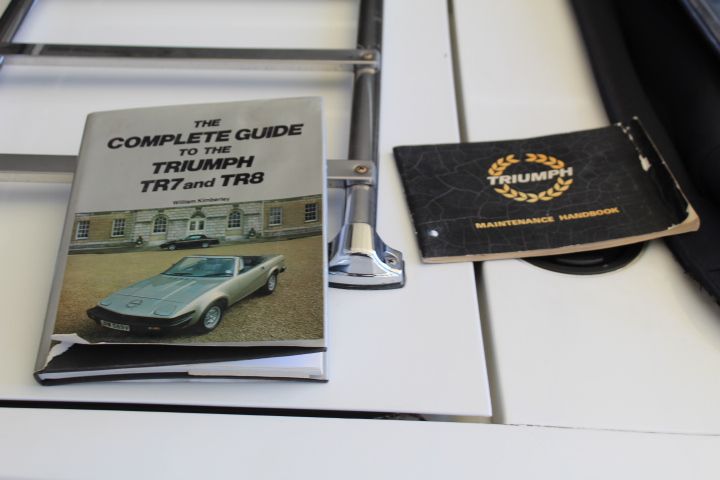 THE
COMPLETE GUIDE
TO THE
TRIUMPH
TR7 and TR8
William Kimberley
TRIUMPH
MAINTENANCE HANDBOOK